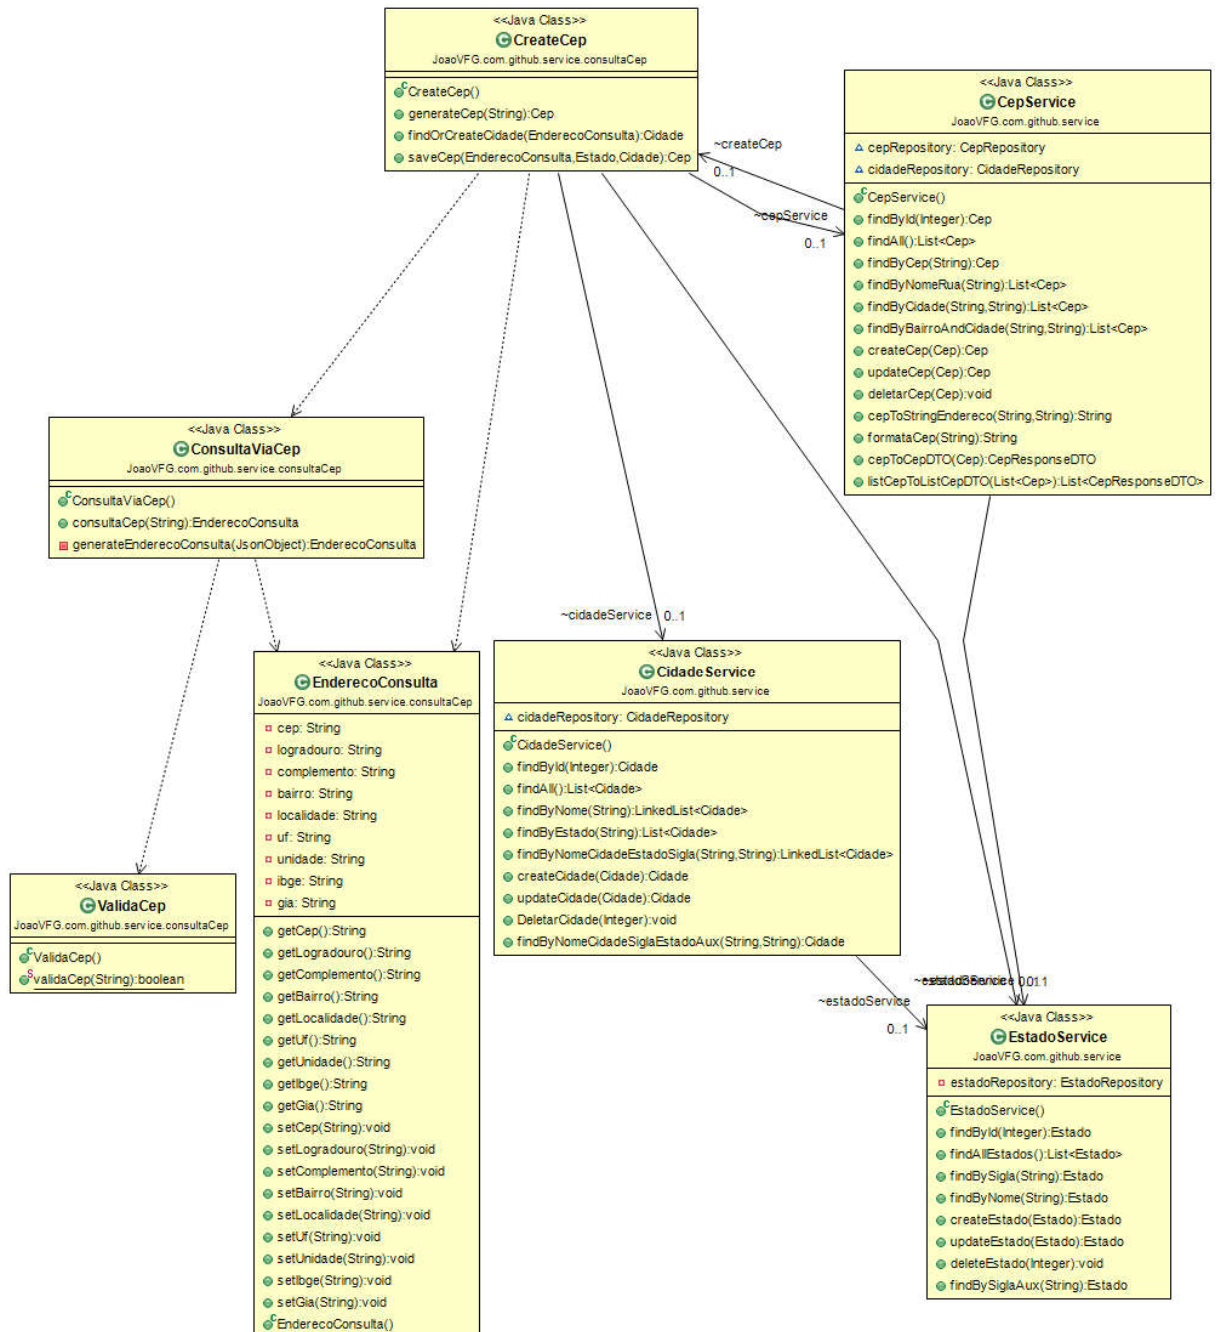 <<Java Class>>
CreateCep
JoaoVFG.com.github.service.consultaCep
CreateCep()
generateCep(String):Cep
findOrCreateCidade(EnderecoConsulta):Cidade
saveCep(EnderecoConsulta,Estado,Cidade):Cep
<<Java Class>>
CepService
JoaoVFG.com.github.service
cepRepository: CepRepository
cidadeRepository: CidadeRepository
CepService()
findById(Integer):Cep
findAll():List<Cep>
findByCep(String):Cep
findByNomeRua(String):List<Cep>
findByCidade(String,String):List<Cep>
findByBairroAndCidade(String,String):List<Cep>
createCep(Cep):Cep
updateCep(Cep):Cep
deletarCep(Cep):void
cepToStringEndereco(String,String):String
formataCep(String):String
cepToCepDTO(Cep):CepResponseDTO
listCepToListCepDTO(List<Cep>):List<CepResponseDTO>
~createCep
0..1
~cepService
0..1
<<Java Class>>
ConsultaViaCep
JoaoVFG.com.github.service.consultaCep
ConsultaViaCep()
consultaCep(String):EnderecoConsulta
generateEnderecoConsulta(JsonObject):EnderecoConsulta
~cidadeService 0..1
<<Java Class>>
EnderecoConsulta
JoaoVFG.com.github.service.consultaCep
cep: String
logradouro: String
complemento: String
bairro: String
localidade: String
uf: String
unidade: String
ibge: String
gia: String
getCep():String
getLogradouro():String
getComplemento():String
getBairro():String
getLocalidade():String
getUf():String
getUnidade():String
getIbge():String
getGia():String
setCep(String):void
setLogradouro(String):void
setComplemento(String):void
setBairro(String):void
setLocalidade(String):void
setUf(String):void
setUnidade(String):void
setIbge(String):void
setGia(String):void
EnderecoConsulta()
<<Java Class>>
CidadeService
JoaoVFG.com.github.service
cidadeRepository: CidadeRepository
CidadeService()
findById(Integer):Cidade
findAll():List<Cidade>
findByNome(String):LinkedList<Cidade>
findByEstado(String):List<Cidade>
findByNomeCidadeEstadoSigla(String,String):LinkedList<Cidade>
createCidade(Cidade):Cidade
updateCidade(Cidade):Cidade
DeletarCidade(Integer):void
findByNomeCidadeSiglaEstadoAux(String,String):Cidade
<<Java Class>>
ValidaCep
JoaoVFG.com.github.service.consultaCep
ValidaCep()
validaCep(String):boolean
~estadoService
0..1
<<Java Class>>
EstadoService
JoaoVFG.com.github.service
estadoRepository: EstadoRepository
EstadoService()
findById(Integer):Estado
findAllEstados():List<Estado>
findBySigla(String):Estado
findByNome(String):Estado
createEstado(Estado):Estado
updateEstado(Estado):Estado
deleteEstado(Integer):void
findBySiglaAux(String):Estado